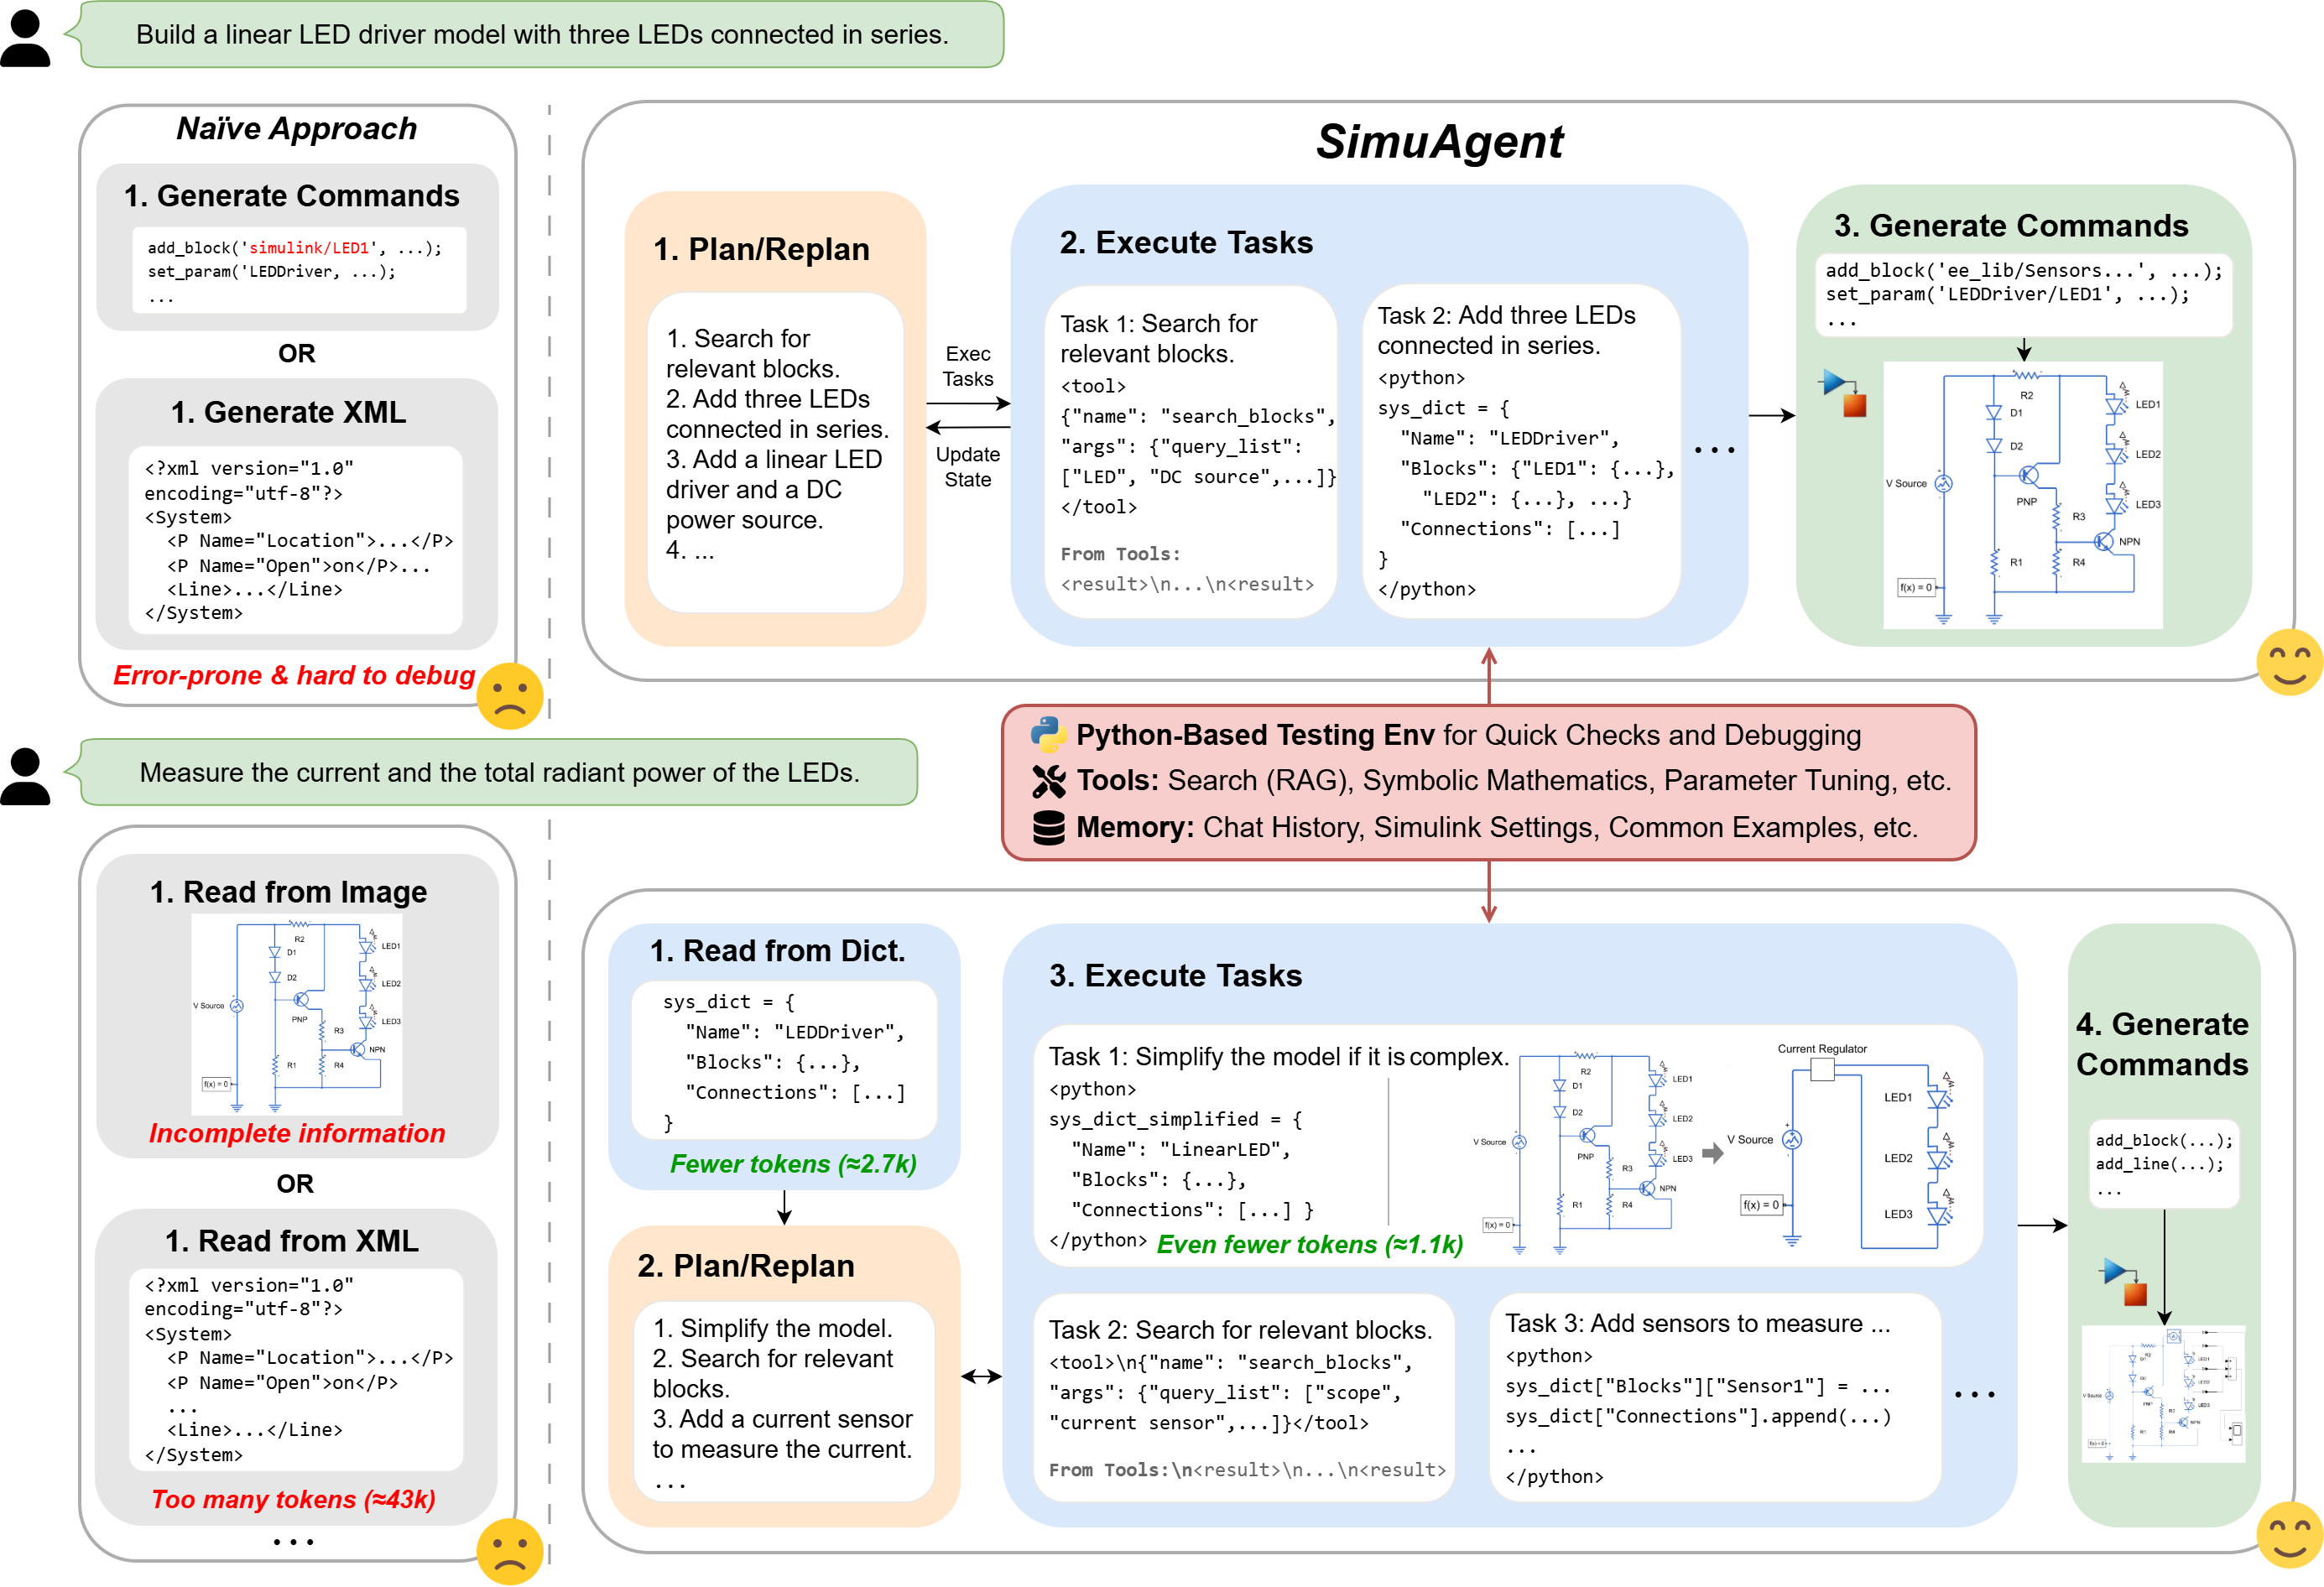 Build a linear LED driver model with three LEDs connected in series.
Naïve Approach
1. Generate Commands
add_block('simulink/LED1', ...);
set_param('LEDDriver, ...);
...
OR
1. Generate XML
<?xml version="1.0"
encoding="utf-8"?>
<System>
<P Name="Location">...</P>
<P Name="Open">on</P>...
<Line>...</Line>
</System>
Error-prone & hard to debug
SimuAgent
1. Plan/Replan
1. Search for
relevant blocks.
2. Add three LEDs
connected in series.
3. Add a linear LED
driver and a DC
power source.
4. ...
Exec
Tasks
Update
State
2. Execute Tasks
Task 1: Search for
relevant blocks.
<tool>
{"name": "search_blocks",
"args": {"query_list":
["LED", "DC source",...]}
</tool>
From Tools:
<result>\n...\n<result>
Task 2: Add three LEDs
connected in series.
<python>
sys_dict = {
"Name": "LEDDriver",
"Blocks": {"LED1": {...},
"LED2": {...}, ...}
"Connections": [...]
}
</python>
...
3. Generate Commands
add_block('ee_lib/Sensors...', ...);
set_param('LEDDriver/LED1', ...);
...
R2
D1
LED1
D2
LED2
V Source
PNP
LED3
R3
NPN
R1
R4
f(x) = 0
Python-Based Testing Env for Quick Checks and Debugging
Tools: Search (RAG), Symbolic Mathematics, Parameter Tuning, etc.
Memory: Chat History, Simulink Settings, Common Examples, etc.
Measure the current and the total radiant power of the LEDs.
1. Read from Image
R2
LED1
D1
D2
LED2
V Source
PNP
LED3
R3
NPN
R1
R4
f(x) = 0
Incomplete information
OR
1. Read from XML
<?xml version="1.0"
encoding="utf-8"?>
<System>
<P Name="Location">...</P>
<P Name="Open">on</P>
...
<Line>...</Line>
</System>
Too many tokens (≈43k)
...
1. Read from Dict.
sys_dict = {
"Name": "LEDDriver",
"Blocks": {...},
"Connections": [...]
}
Fewer tokens (≈2.7k)
2. Plan/Replan
1. Simplify the model.
2. Search for relevant
blocks.
3. Add a current sensor
to measure the current.
...
3. Execute Tasks
Task 1: Simplify the model if it is complex.
<python>
sys_dict_simplified = {
"Name": "LinearLED",
"Blocks": {...},
"Connections": [...] }
</python>
Even fewer tokens (≈1.1k)
R2
LED1
D1
D2
LED2
V Source
PNP
LED3
R3
NPN
R1
R4
f(x) = 0
Current Regulator
LED1
V Source
LED2
f(x) = 0
LED3
Task 2: Search for relevant blocks.
<tool>\n{"name": "search_blocks",
"args": {"query_list": ["scope",
"current sensor",...]}</tool>
From Tools:\n<result>\n...\n<result>
Task 3: Add sensors to measure ...
<python>
sys_dict["Blocks"]["Sensor1"] = ...
sys_dict["Connections"].append(...)
...
</python>
...
4. Generate
Commands
add_block(...);
add_line(...);
...
R2
D1
LED1
LED2
V Source
LED3
R3
NPN
R1
R4
f(x) = 0